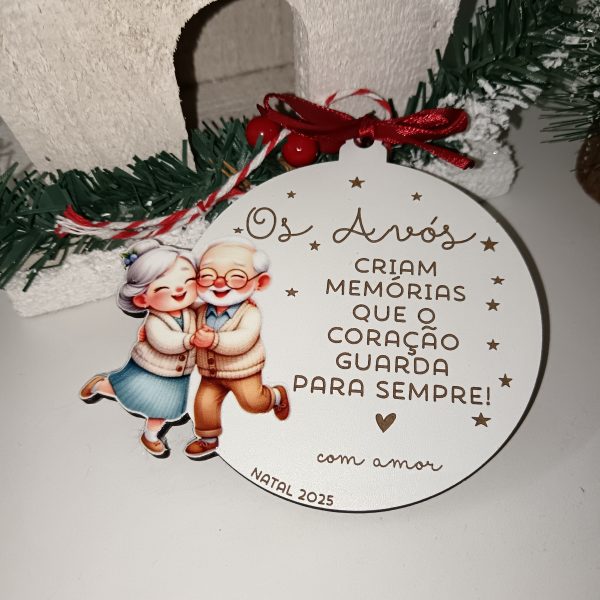 Os Avós
CRIAM
MEMÓRIAS
QUE O
CORAÇÃO
GUARDA
PARA SEMPRE!
com amor
NATAL 2025